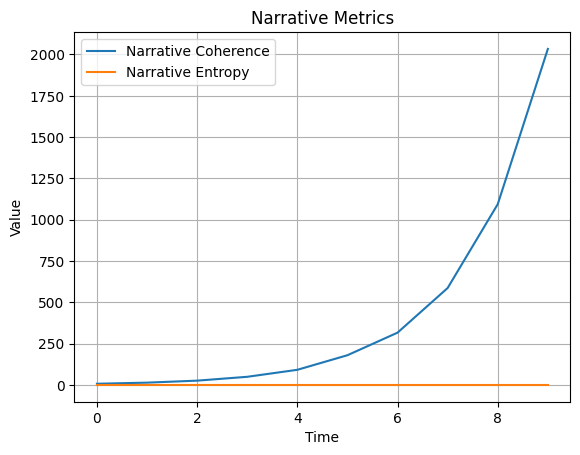 Narrative Metrics
Narrative Coherence
Narrative Entropy
2000
1750
1500
1250
1000
750
500
250
0
Value
0 2 4 6 8
Time